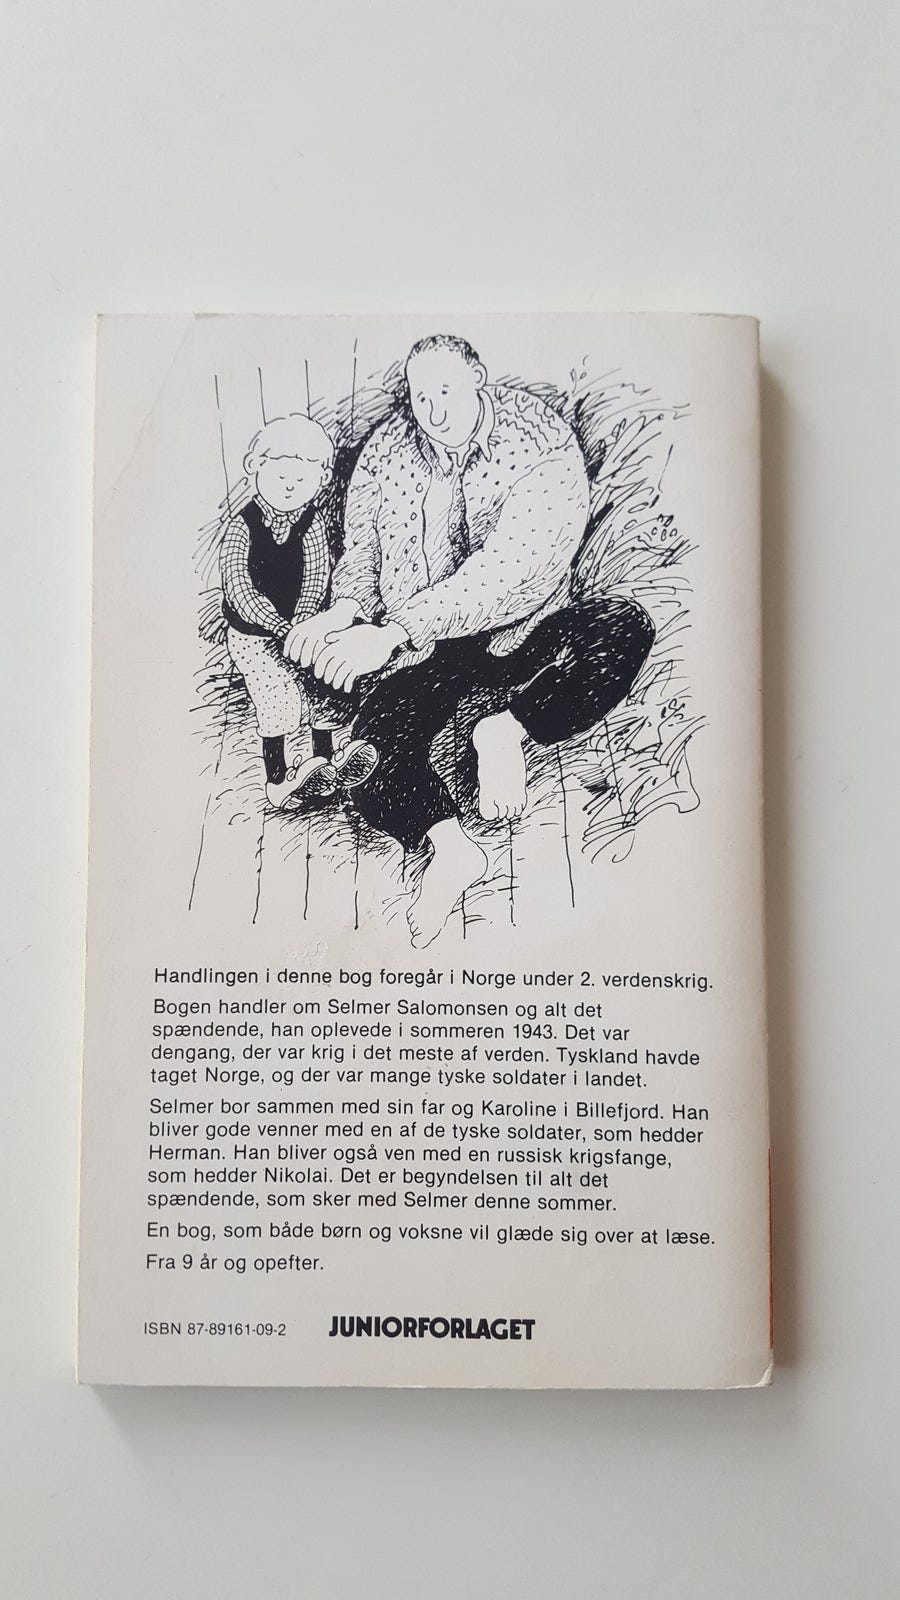 Handlingen i denne bog foregår i Norge under 2. verdenskrig.
Bogen handler om Selmer Salomonsen og alt det
spændende, han oplevede i sommeren 1943. Det var
dengang, der var krig i det meste af verden. Tyskland havde
taget Norge, og der var mange tyske soldater i landet.
Selmer bor sammen med sin far og Karoline i Billefjord. Han
bliver gode venner med en af de tyske soldater, som hedder
Herman. Han bliver også ven med en russisk krigsfange,
som hedder Nikolai. Det er begyndelsen til alt det
spændende, som sker med Selmer denne sommer.
En bog, som både børn og voksne vil glæde sig over at læse.
Fra 9 år og opefter.
ISBN 87-89161-09-2 JUNIORFORLAGET